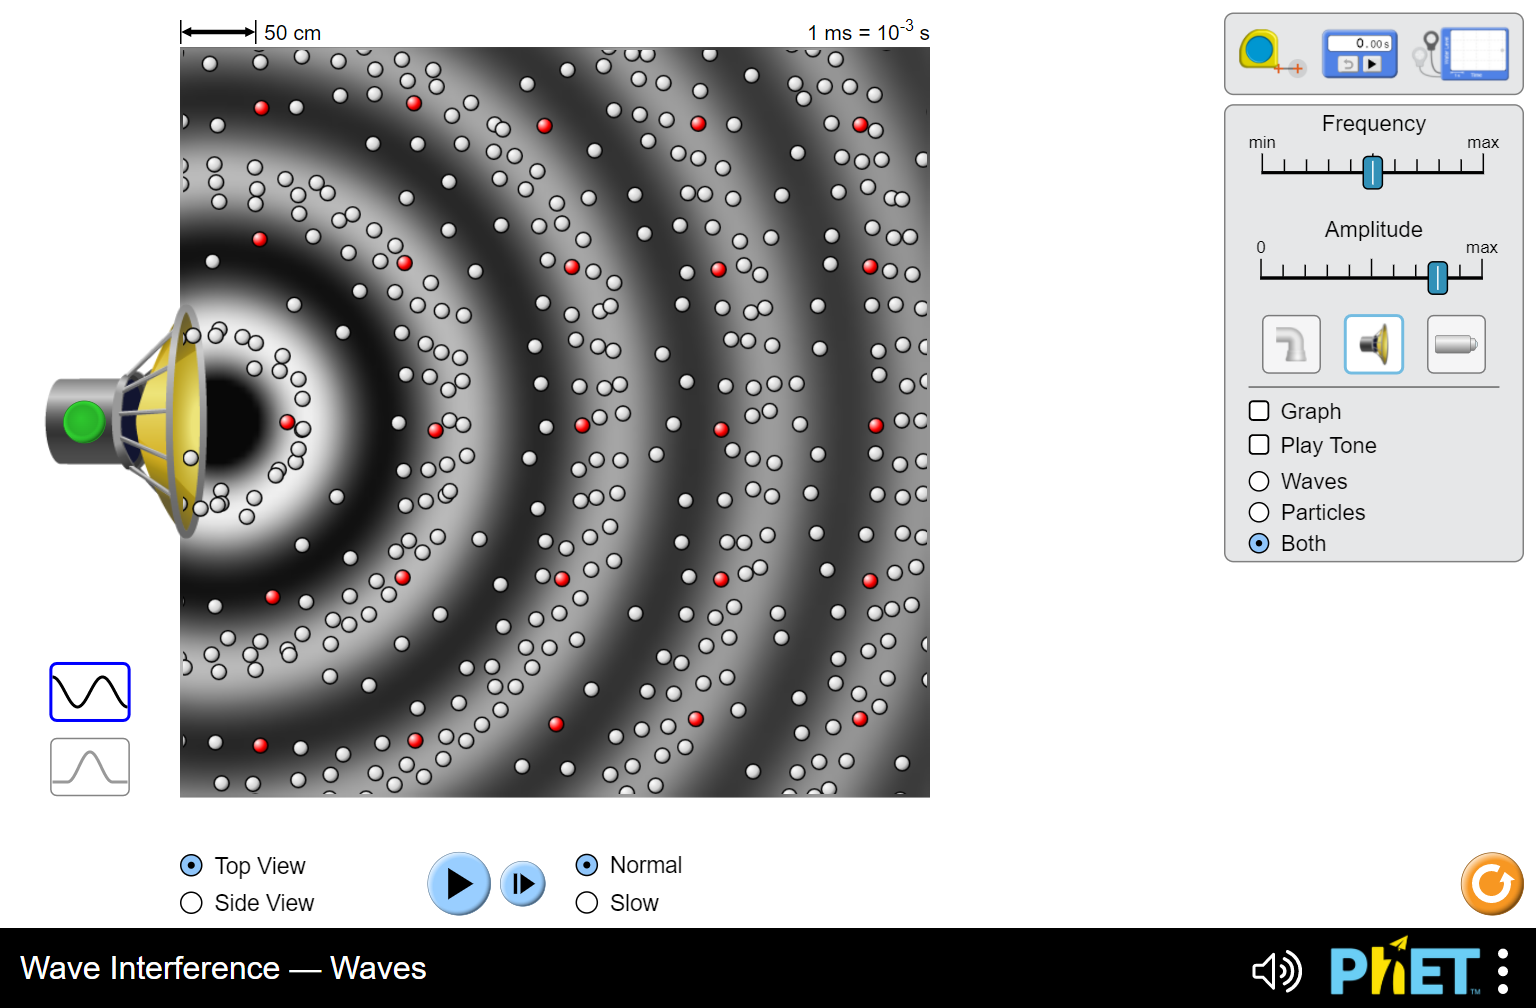 50 cm
1 ms = 10⁻³ s
0.00 s
Frequency
min max
Amplitude
0 max
Graph
Play Tone
Waves
Particles
Both
Top View
Side View
Normal
Slow
Wave Interference — Waves
PhET™